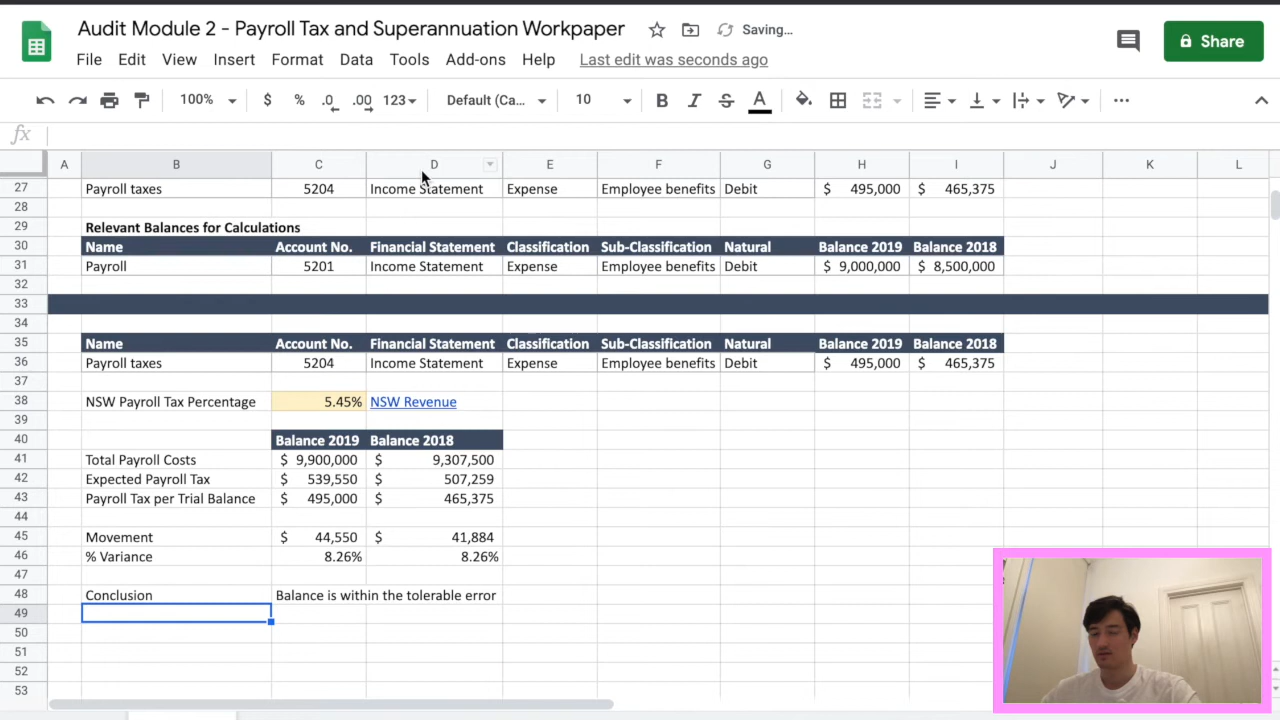 Audit Module 2 - Payroll Tax and Superannuation Workpaper Saving...
File Edit View Insert Format Data Tools Add-ons Help Last edit was seconds ago
Share
100% $ % .0 .00 123 Default (Ca... 10 B I S A
fx
A B C D E F G H I J K L
27 Payroll taxes 5204 Income Statement Expense Employee benefits Debit $ 495,000 $ 465,375
28
29 Relevant Balances for Calculations
30 Name Account No. Financial Statement Classification Sub-Classification Natural Balance 2019 Balance 2018
31 Payroll 5201 Income Statement Expense Employee benefits Debit $ 9,000,000 $ 8,500,000
32
33
34
35 Name Account No. Financial Statement Classification Sub-Classification Natural Balance 2019 Balance 2018
36 Payroll taxes 5204 Income Statement Expense Employee benefits Debit $ 495,000 $ 465,375
37
38 NSW Payroll Tax Percentage 5.45% NSW Revenue
39
40 Balance 2019 Balance 2018
41 Total Payroll Costs $ 9,900,000 $ 9,307,500
42 Expected Payroll Tax $ 539,550 $ 507,259
43 Payroll Tax per Trial Balance $ 495,000 $ 465,375
44
45 Movement $ 44,550 $ 41,884
46 % Variance 8.26% 8.26%
47
48 Conclusion Balance is within the tolerable error
49
50
51
52
53